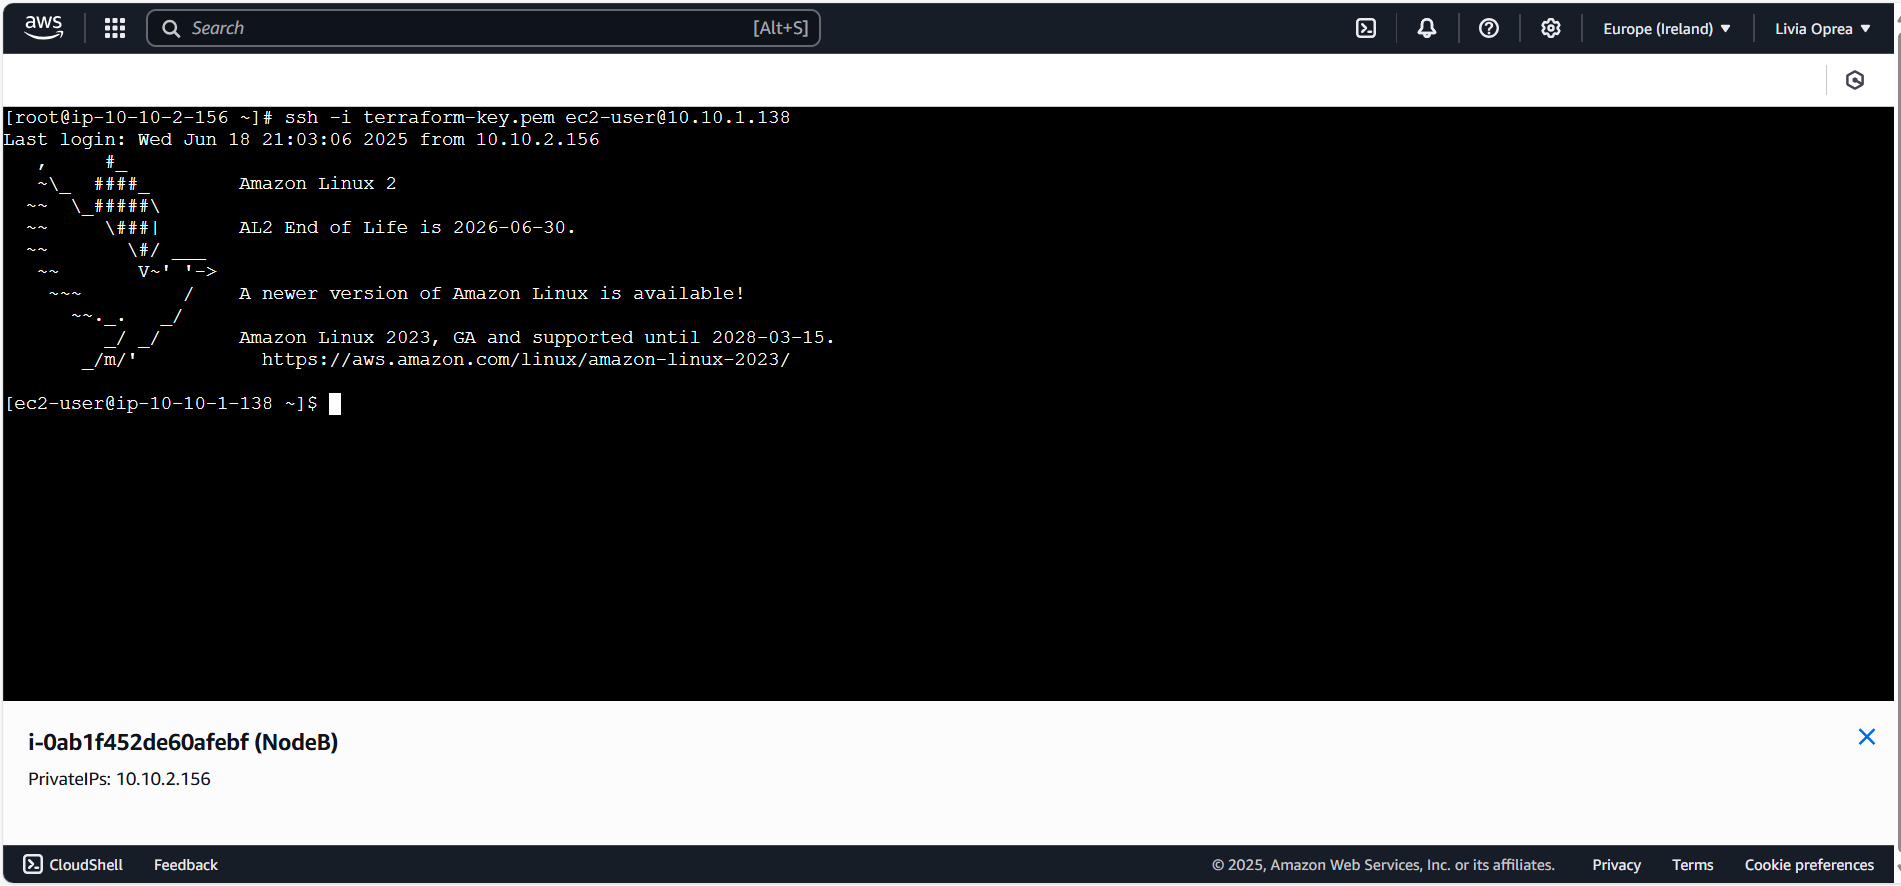 aws
Search [Alt+S]
Europe (Ireland) ▼
Livia Oprea ▼
[root@ip-10-10-2-156 ~]# ssh -i terraform-key.pem ec2-user@10.10.1.138
Last login: Wed Jun 18 21:03:06 2025 from 10.10.2.156
   ,     #_
   ~\_  ####_        Amazon Linux 2
  ~~  \_#####\
  ~~     \###|       AL2 End of Life is 2026-06-30.
  ~~       \#/ ___
   ~~       V~' '->
    ~~~         /    A newer version of Amazon Linux is available!
      ~~._.   _/
         _/ _/       Amazon Linux 2023, GA and supported until 2028-03-15.
       _/m/'           https://aws.amazon.com/linux/amazon-linux-2023/
[ec2-user@ip-10-10-1-138 ~]$
i-0ab1f452de60afebf (NodeB)
PrivateIPs: 10.10.2.156
CloudShell Feedback © 2025, Amazon Web Services, Inc. or its affiliates. Privacy Terms Cookie preferences